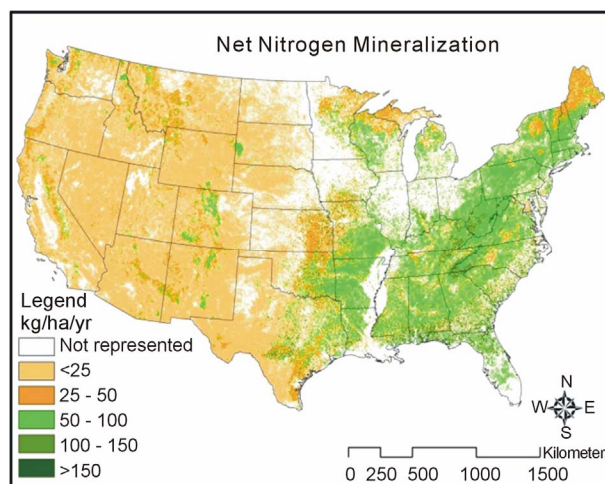 Net Nitrogen Mineralization
Legend
kg/ha/yr
Not represented
<25
25 - 50
50 - 100
100 - 150
>150
N
W E
S
Kilometer
0 250 500 1000 1500